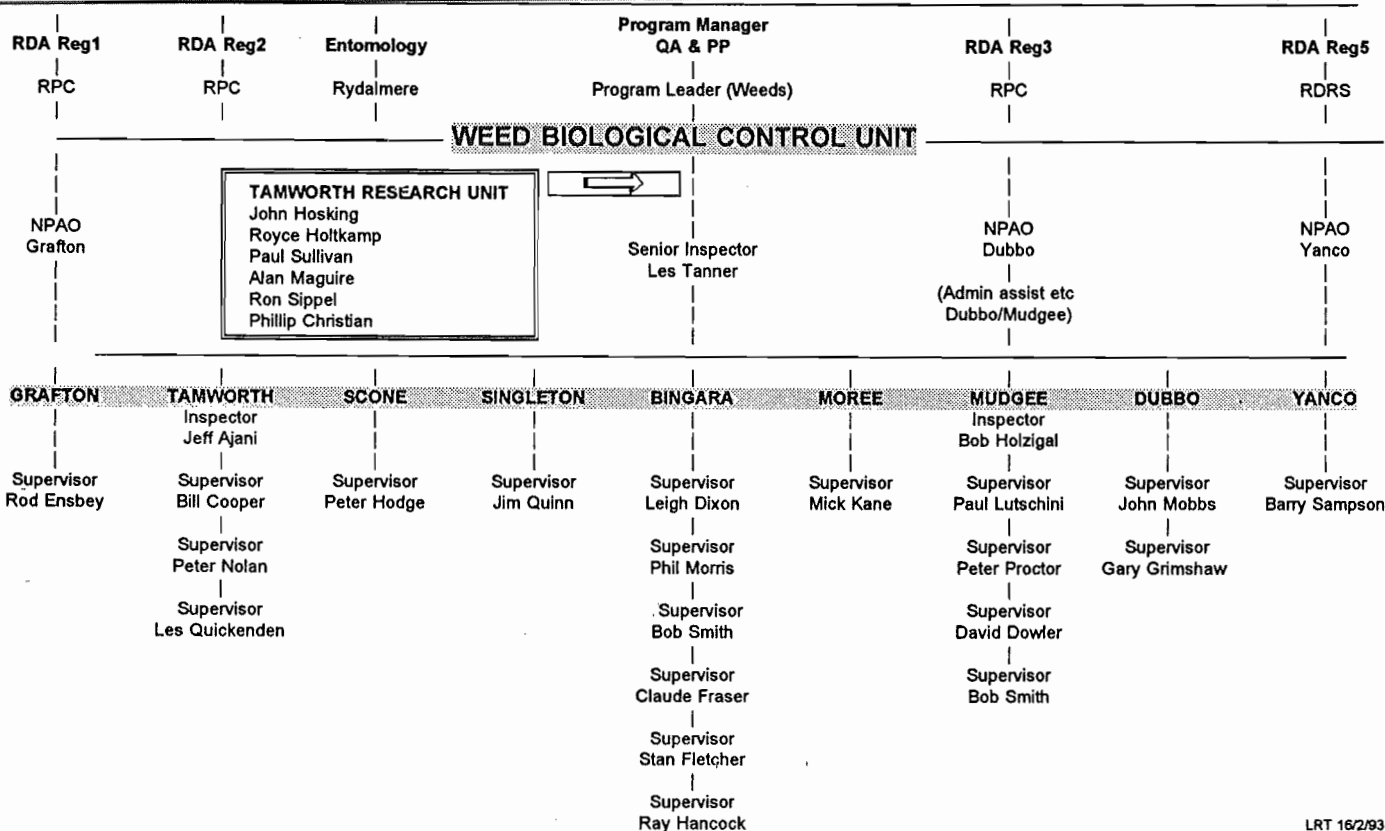 Program Manager
RDA Reg1 RDA Reg2 Entomology QA & PP RDA Reg3 RDA Reg5
RPC RPC Rydalmere Program Leader (Weeds) RPC RDRS
WEED BIOLOGICAL CONTROL UNIT
TAMWORTH RESEARCH UNIT
John Hosking
Royce Holtkamp
Paul Sullivan
Alan Maguire
Ron Sippel
Phillip Christian
NPAO
Grafton
Senior Inspector
Les Tanner
NPAO
Dubbo
(Admin assist etc
Dubbo/Mudgee)
NPAO
Yanco
GRAFTON TAMWORTH SCONE SINGLETON BINGARA MOREE MUDGEE DUBBO YANCO
Inspector Inspector
Jeff Ajani Bob Holzigal
Supervisor Supervisor Supervisor Supervisor Supervisor Supervisor Supervisor Supervisor Supervisor
Rod Ensbey Bill Cooper Peter Hodge Jim Quinn Leigh Dixon Mick Kane Paul Lutschini John Mobbs Barry Sampson
Supervisor Supervisor Supervisor Supervisor
Peter Nolan Phil Morris Peter Proctor Gary Grimshaw
Supervisor Supervisor Supervisor
Les Quickenden Bob Smith David Dowler
Supervisor Supervisor
Claude Fraser Bob Smith
Supervisor
Stan Fletcher
Supervisor
Ray Hancock
LRT 16/2/93